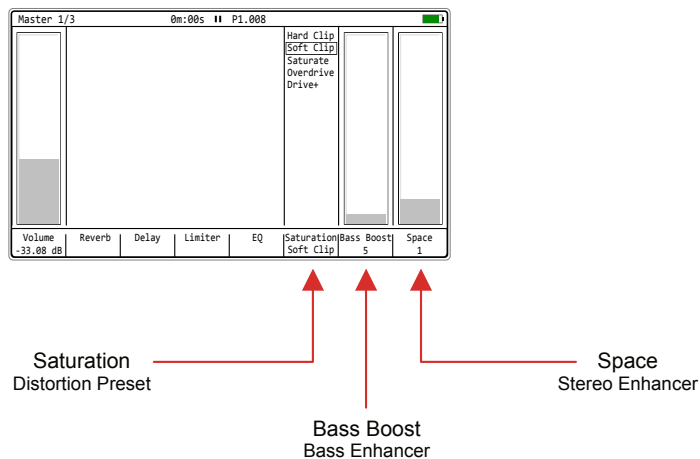 Master 1/3 0m:00s P1.008
Hard Clip
Soft Clip
Saturate
Overdrive
Drive+
Volume Reverb Delay Limiter EQ Saturation Bass Boost Space
-33.08 dB Soft Clip 5 1
Saturation
Distortion Preset
Space
Stereo Enhancer
Bass Boost
Bass Enhancer